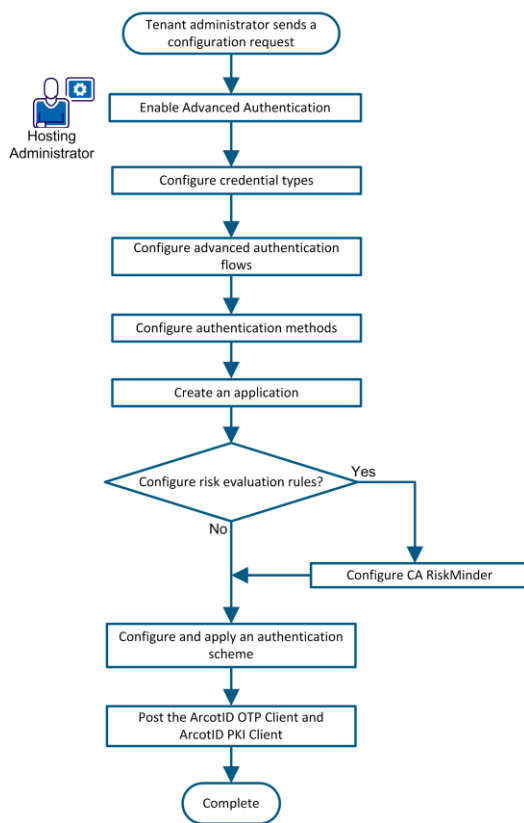 Tenant administrator sends a
configuration request
Hosting
Administrator
Enable Advanced Authentication
Configure credential types
Configure advanced authentication
flows
Configure authentication methods
Create an application
Configure risk evaluation rules?
Yes
No
Configure CA RiskMinder
Configure and apply an authentication
scheme
Post the ArcotID OTP Client and
ArcotID PKI Client
Complete